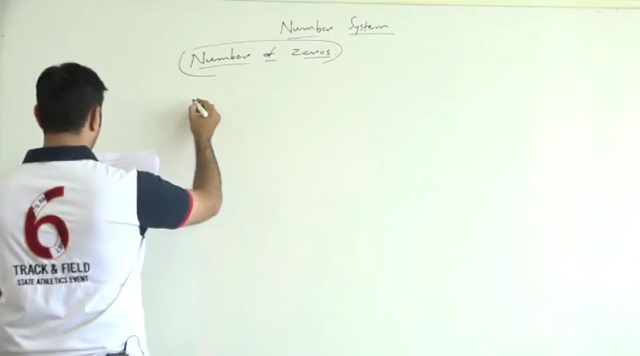 Number System
Number of Zeros
6
TRACK & FIELD
STATE ATHLETICS EVENT